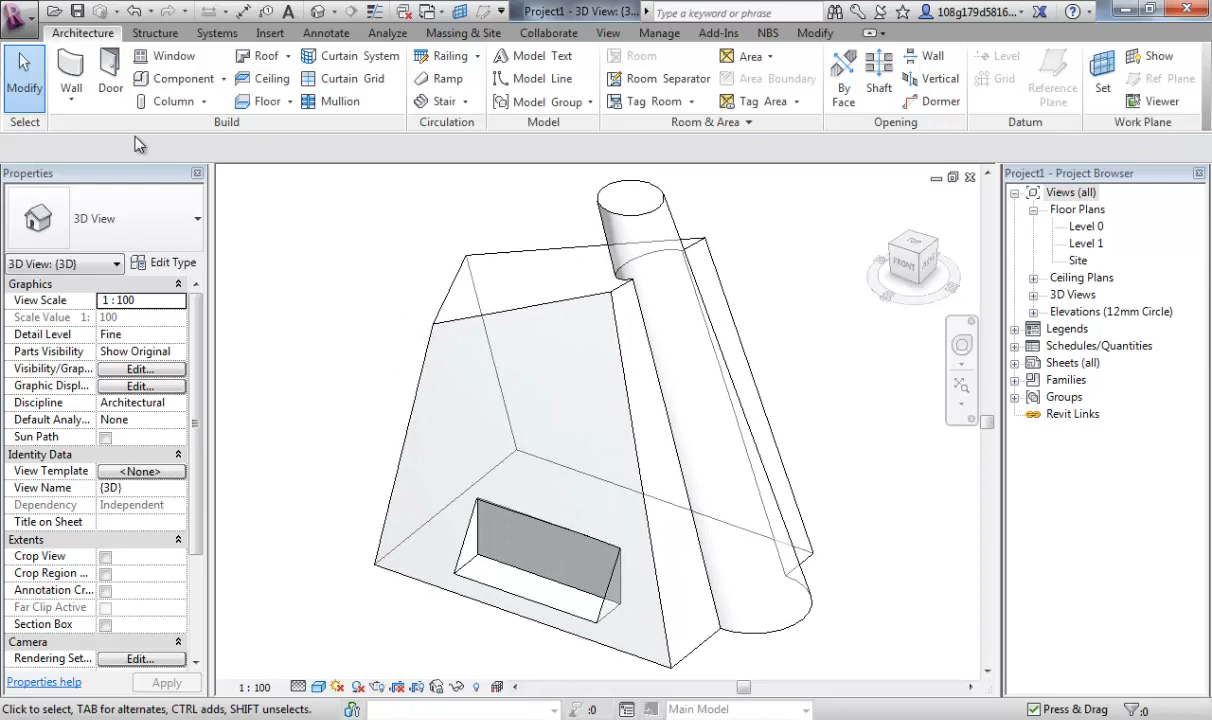 Project1 - 3D View: {3...
Type a keyword or phrase
108g179d5816...
Architecture Structure Systems Insert Annotate Analyze Massing & Site Collaborate View Manage Add-Ins NBS Modify
Window Roof Curtain System Railing Model Text Room Area Wall Level Show
Modify Wall Door Component Ceiling Curtain Grid Ramp Model Line Room Separator Area Boundary By Face Shaft Vertical Grid Reference Plane Set Ref Plane
Column Floor Mullion Stair Model Group Tag Room Tag Area Dormer Viewer
Select Build Circulation Model Room & Area Opening Datum Work Plane
Properties
3D View
3D View: {3D} Edit Type
Graphics
View Scale 1 : 100
Scale Value 1: 100
Detail Level Fine
Parts Visibility Show Original
Visibility/Grap... Edit...
Graphic Displ... Edit...
Discipline Architectural
Default Analy... None
Sun Path
Identity Data
View Template <None>
View Name {3D}
Dependency Independent
Title on Sheet
Extents
Crop View
Crop Region ...
Annotation Cr...
Far Clip Active
Section Box
Camera
Rendering Set... Edit...
Properties help Apply
FRONT
Project1 - Project Browser
Views (all)
Floor Plans
Level 0
Level 1
Site
Ceiling Plans
3D Views
Elevations (12mm Circle)
Legends
Schedules/Quantities
Sheets (all)
Families
Groups
Revit Links
1 : 100
Click to select, TAB for alternates, CTRL adds, SHIFT unselects. :0 Main Model Press & Drag :0